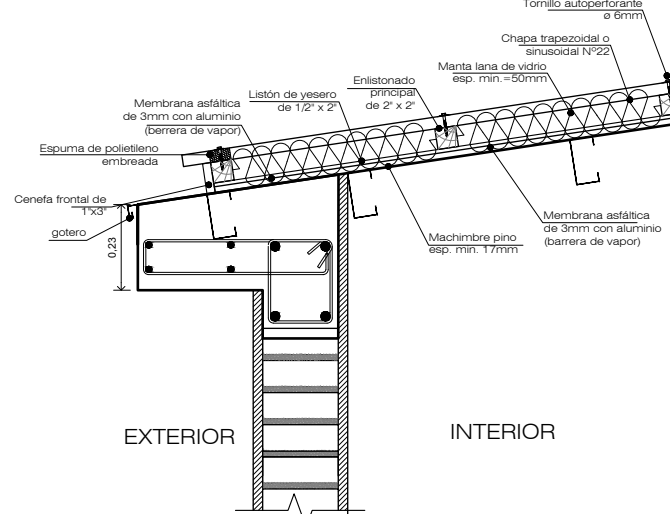 Tornillo autoperforante
ø 6mm
Chapa trapezoidal o
sinusoidal Nº22
Manta lana de vidrio
esp. min.=50mm
Enlistonado
principal
de 2" x 2"
Listón de yesero
de 1/2" x 2"
Membrana asfáltica
de 3mm con aluminio
(berrera de vapor)
Espuma de polietileno
embreada
Cenefa frontal de
1"x3"
gotero
0,23
Machimbre pino
esp. min. 17mm
Membrana asfáltica
de 3mm con aluminio
(barrera de vapor)
EXTERIOR
INTERIOR